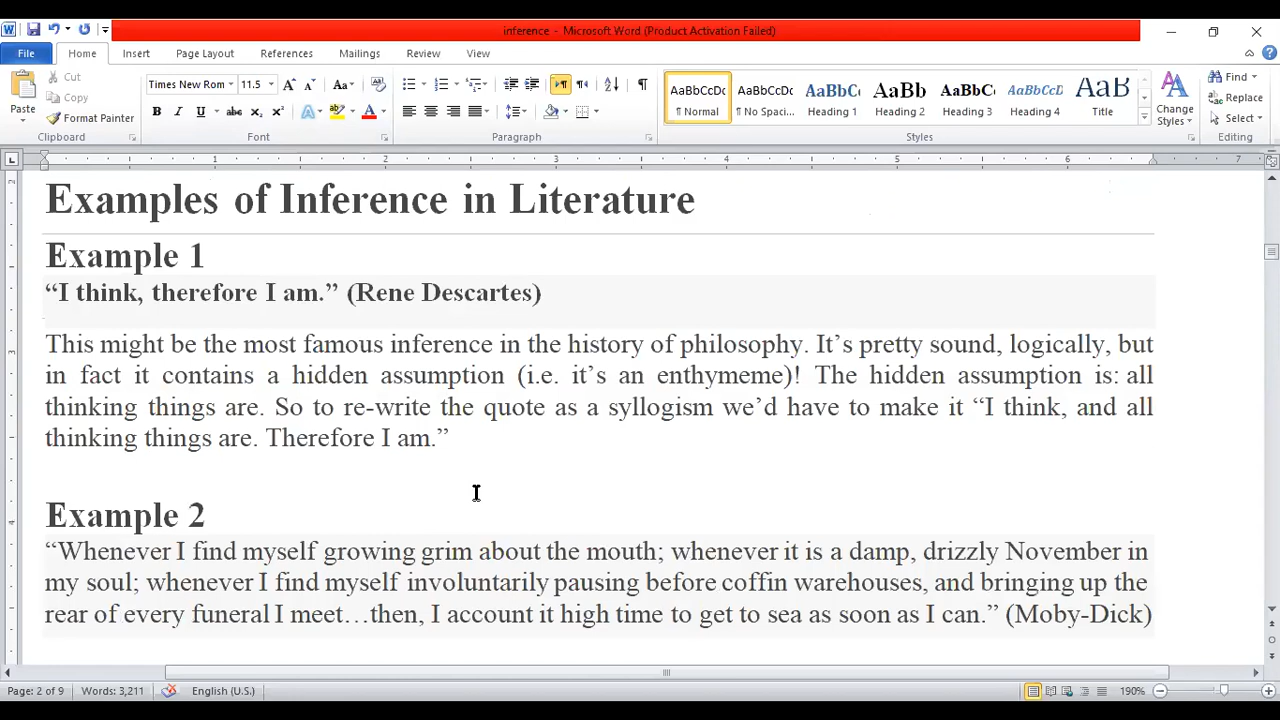 inference - Microsoft Word (Product Activation Failed)
File Home Insert Page Layout References Mailings Review View
Paste
Cut
Copy
Format Painter
Clipboard
Times New Rom 11.5
Font
Paragraph
AaBbCcDc AaBbCcDc AaBbC AaBb AaBbC AaBbCcD AaB
¶ Normal ¶ No Spaci... Heading 1 Heading 2 Heading 3 Heading 4 Title
Change Styles
Styles
Find
Replace
Select
Editing
1 2 3 4 5 6 7
Examples of Inference in Literature
Example 1
“I think, therefore I am.” (Rene Descartes)
This might be the most famous inference in the history of philosophy. It’s pretty sound, logically, but
in fact it contains a hidden assumption (i.e. it’s an enthymeme)! The hidden assumption is: all
thinking things are. So to re-write the quote as a syllogism we’d have to make it “I think, and all
thinking things are. Therefore I am.”
Example 2
“Whenever I find myself growing grim about the mouth; whenever it is a damp, drizzly November in
my soul; whenever I find myself involuntarily pausing before coffin warehouses, and bringing up the
rear of every funeral I meet…then, I account it high time to get to sea as soon as I can.” (Moby-Dick)
Page: 2 of 9 Words: 3,211 English (U.S.) 190%